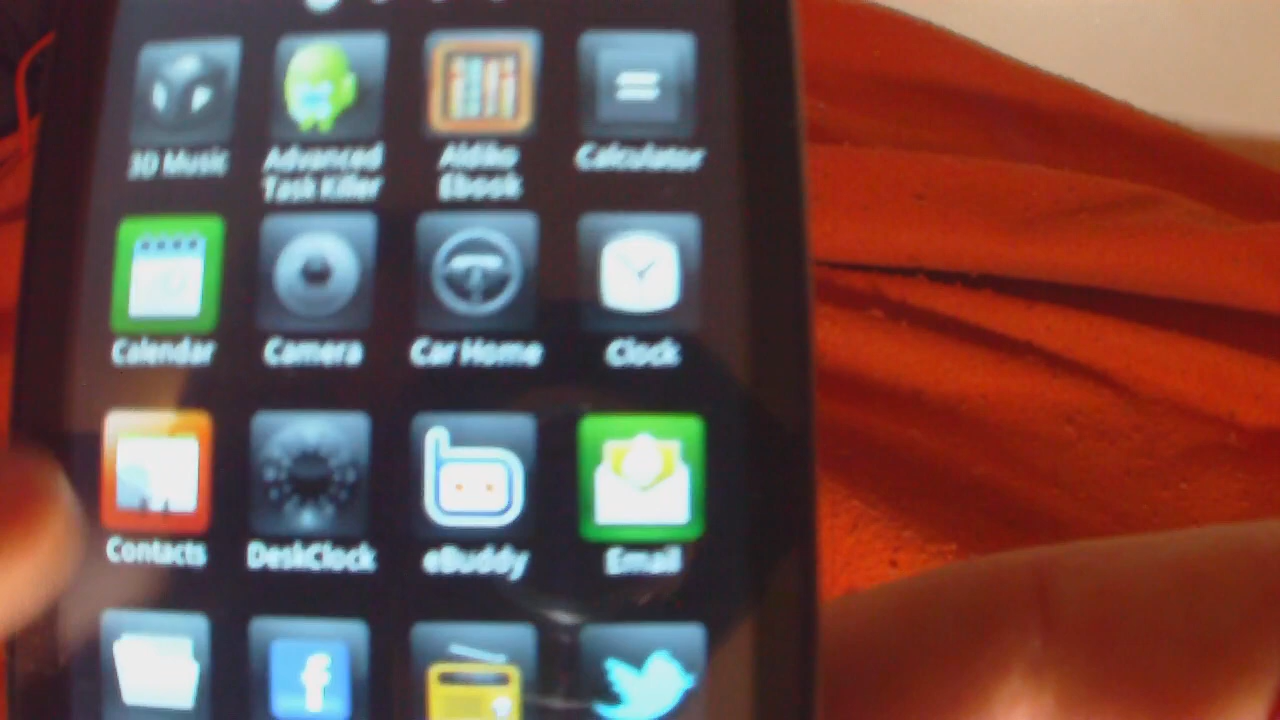 3D Music
Advanced
Task Killer
Aldiko
Ebook
Calculator
Calendar
Camera
Car Home
Clock
Contacts
DeskClock
eBuddy
Email
f